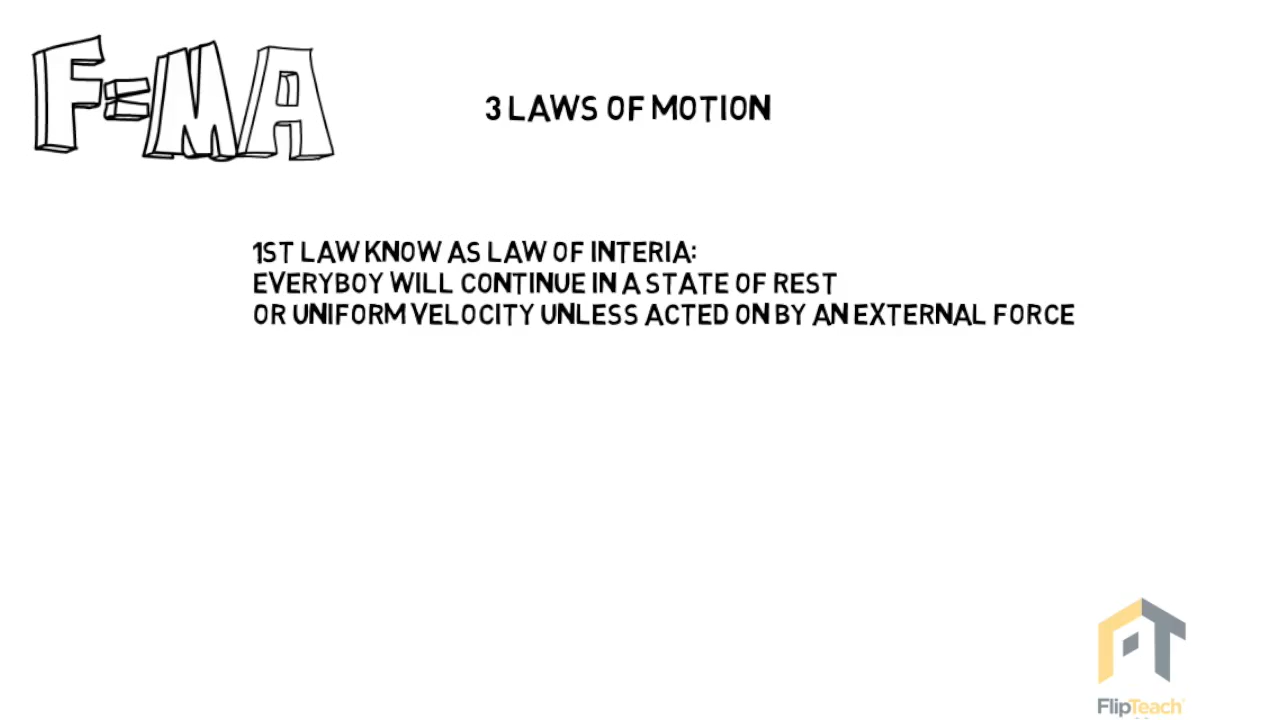 F=MA
3 LAWS OF MOTION
1ST LAW KNOW AS LAW OF INTERIA:
EVERYBOY WILL CONTINUE IN A STATE OF REST
OR UNIFORM VELOCITY UNLESS ACTED ON BY AN EXTERNAL FORCE
FlipTeach